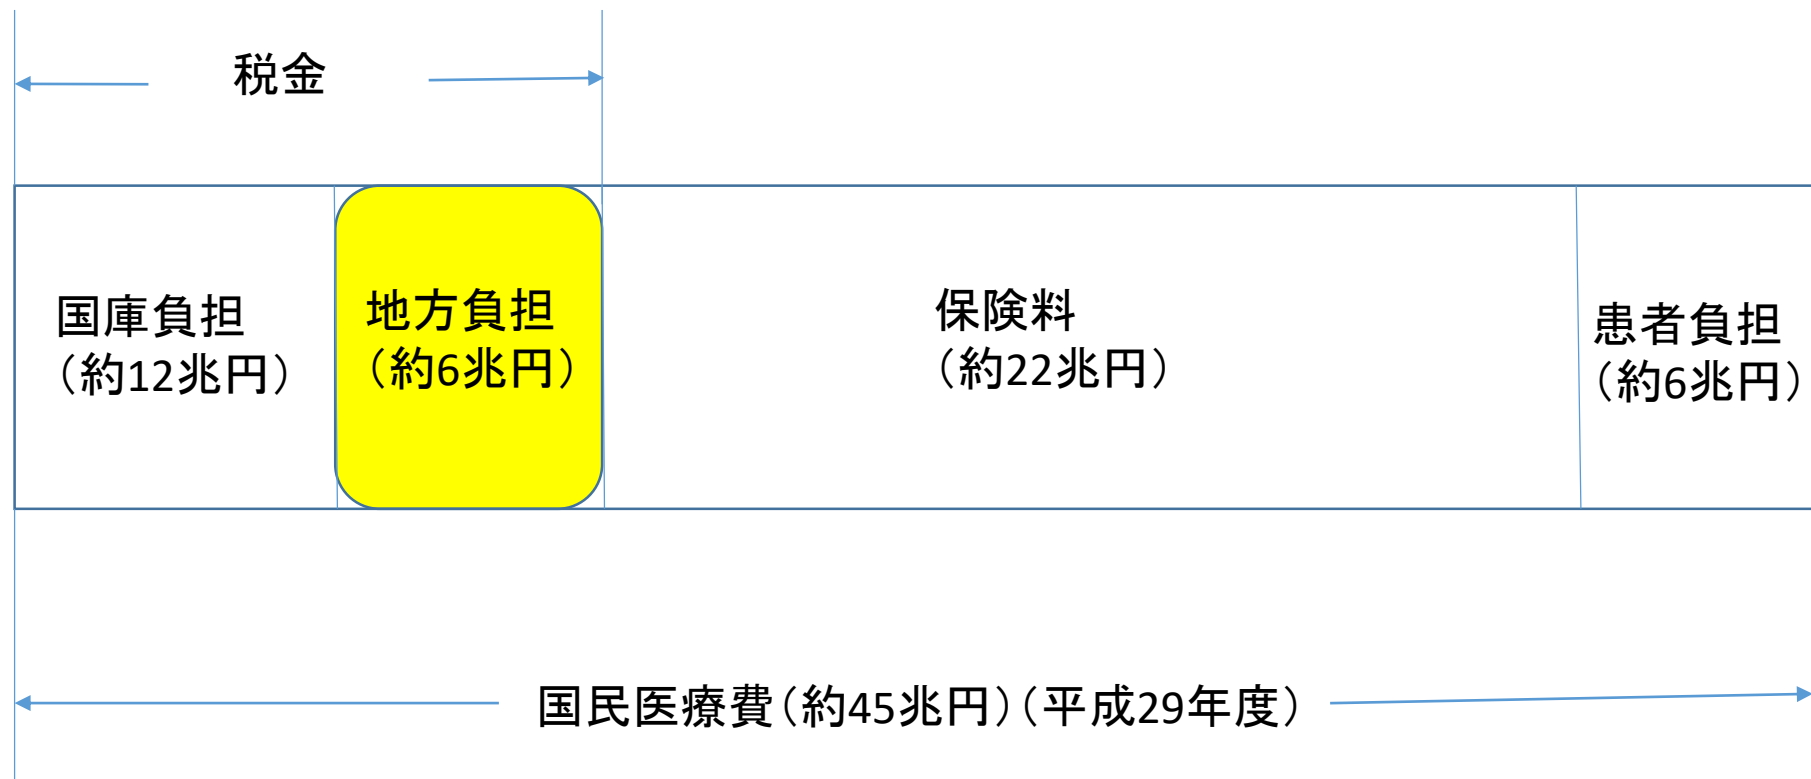 税金
国庫負担
（約12兆円）
地方負担
（約6兆円）
保険料
（約22兆円）
患者負担
（約6兆円）
国民医療費（約45兆円）（平成29年度）